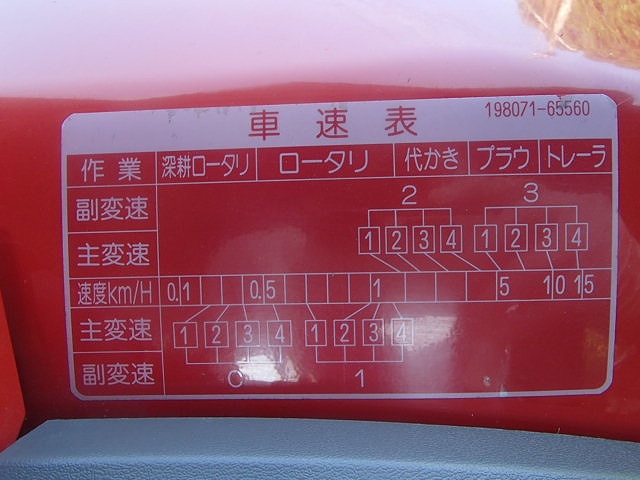 車速表 198071-65560
作業 深耕ロータリ ロータリ 代かき プラウ トレーラ
副変速 2 3
主変速 1 2 3 4 1 2 3 4
速度km/H 0.1 0.5 1 5 10 15
主変速 1 2 3 4 1 2 3 4
副変速 C 1